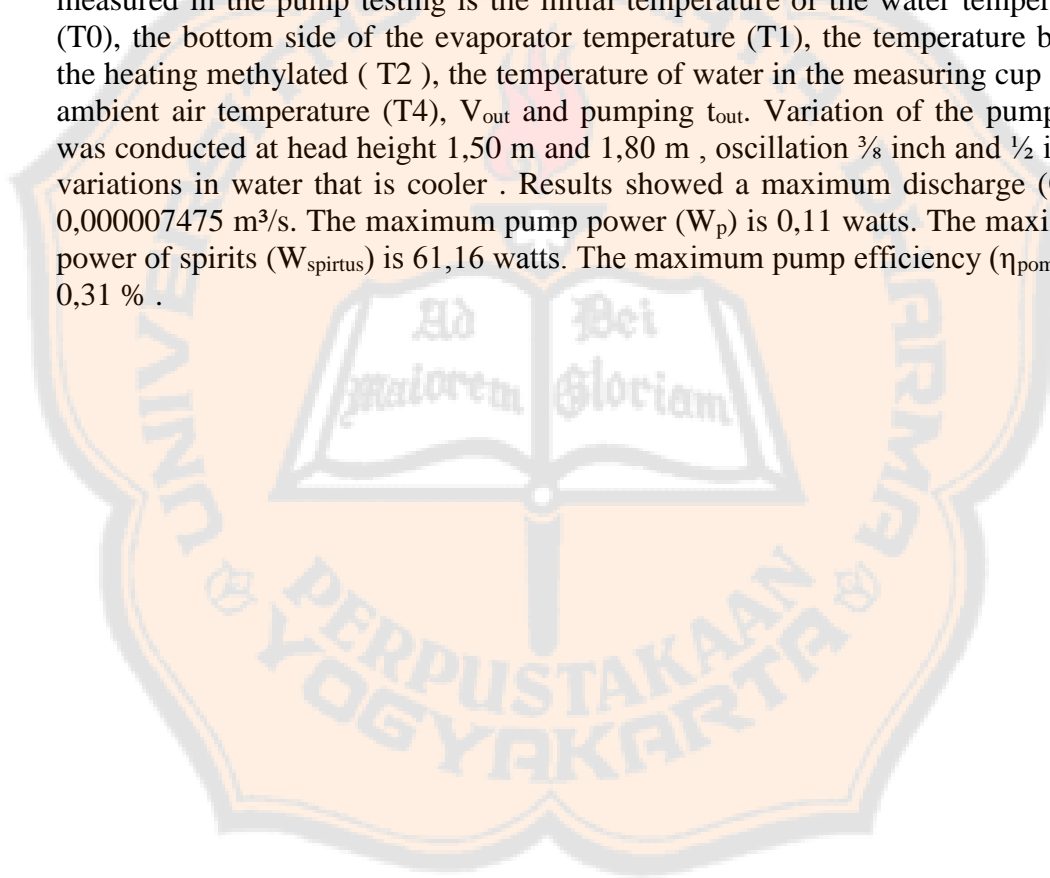 measured in the pump testing is the initial temperature of the water temper
(T0), the bottom side of the evaporator temperature (T1), the temperature b
the heating methylated ( T2 ), the temperature of water in the measuring cup
ambient air temperature (T4), Vout and pumping tout. Variation of the pump
was conducted at head height 1,50 m and 1,80 m , oscillation ⅜ inch and ½ i
variations in water that is cooler . Results showed a maximum discharge (
0,000007475 m³/s. The maximum pump power (Wp) is 0,11 watts. The maxi
power of spirits (Wspirtus) is 61,16 watts. The maximum pump efficiency (ηpom
0,31 % .
Ad Dei
Maiorem Gloriam
UNIVERSITAS SANATA DHARMA
PERPUSTAKAAN
YOGYAKARTA